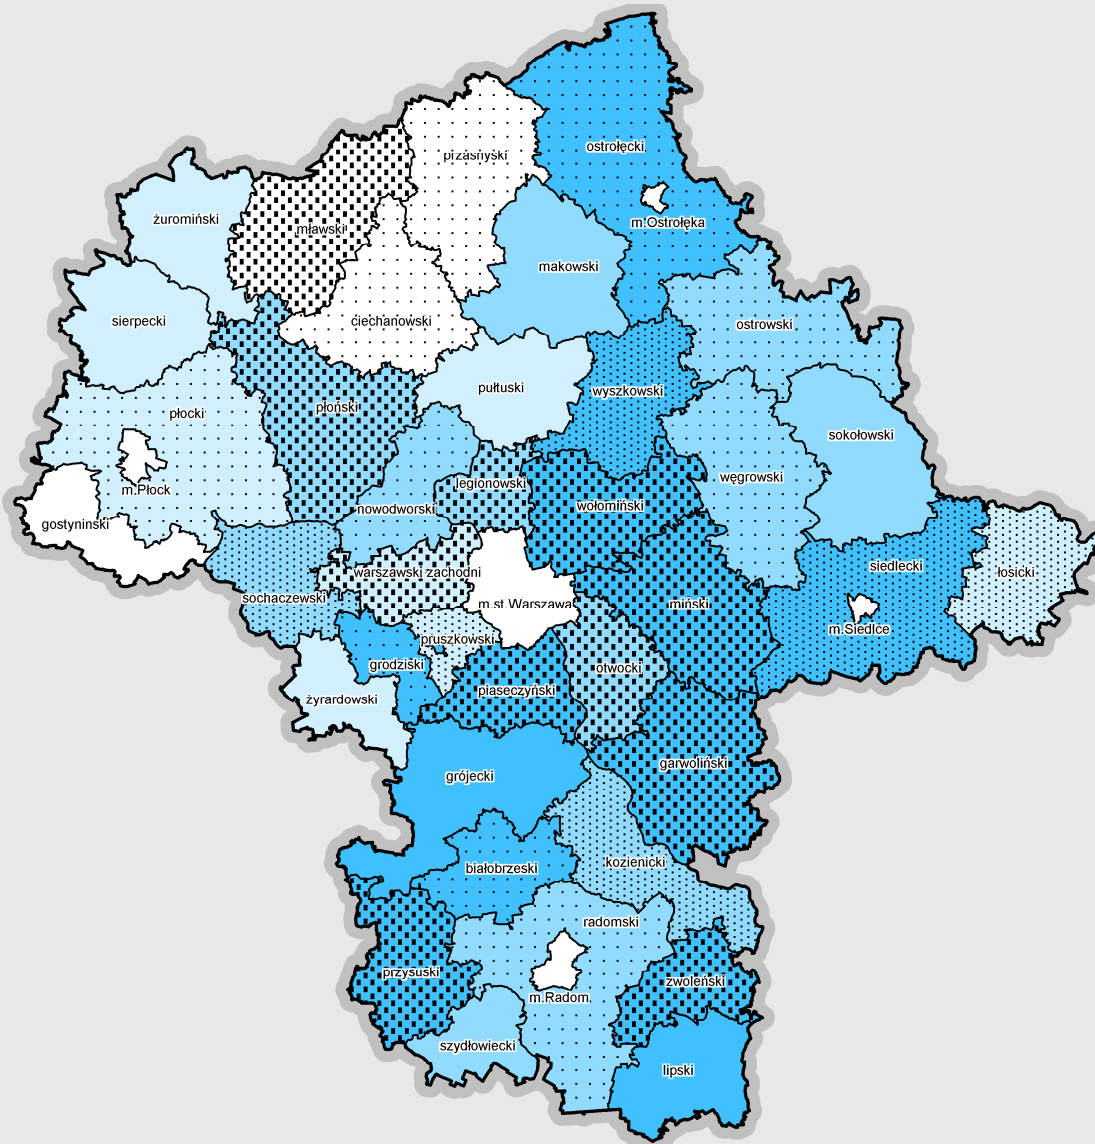 ostrołęcki
przasnyski
żuromiński
m.Ostrołęka
mławski
makowski
sierpecki
ciechanowski
ostrowski
pułtuski
wyszkowski
płocki
płoński
sokołowski
węgrowski
legionowski
m.Płock
nowodworski
wołomiński
gostyniński
siedlecki
warszawski zachodni
łosicki
sochaczewski
m.st.Warszawa
miński
m.Siedlce
pruszkowski
grodziski
otwocki
piaseczyński
żyrardowski
garwoliński
grójecki
kozienicki
białobrzeski
radomski
przysuski
zwoleński
m.Radom
szydłowiecki
lipski